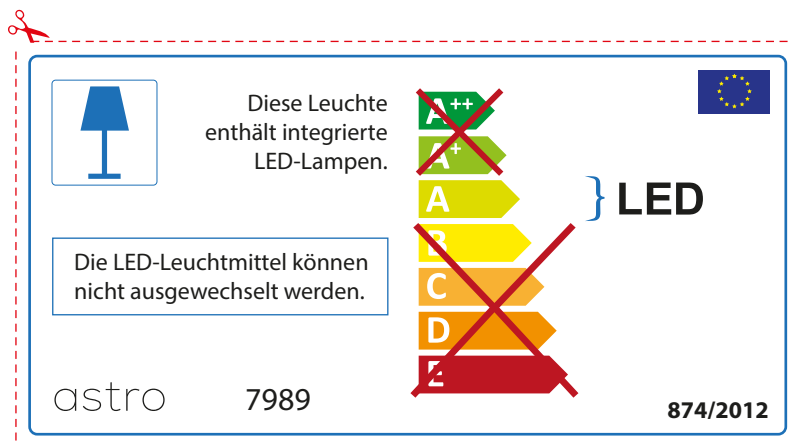 Diese Leuchte
enthält integrierte
LED-Lampen.
A++
A+
A
B
C
D
E
LED
Die LED-Leuchtmittel können
nicht ausgewechselt werden.
astro
7989
874/2012